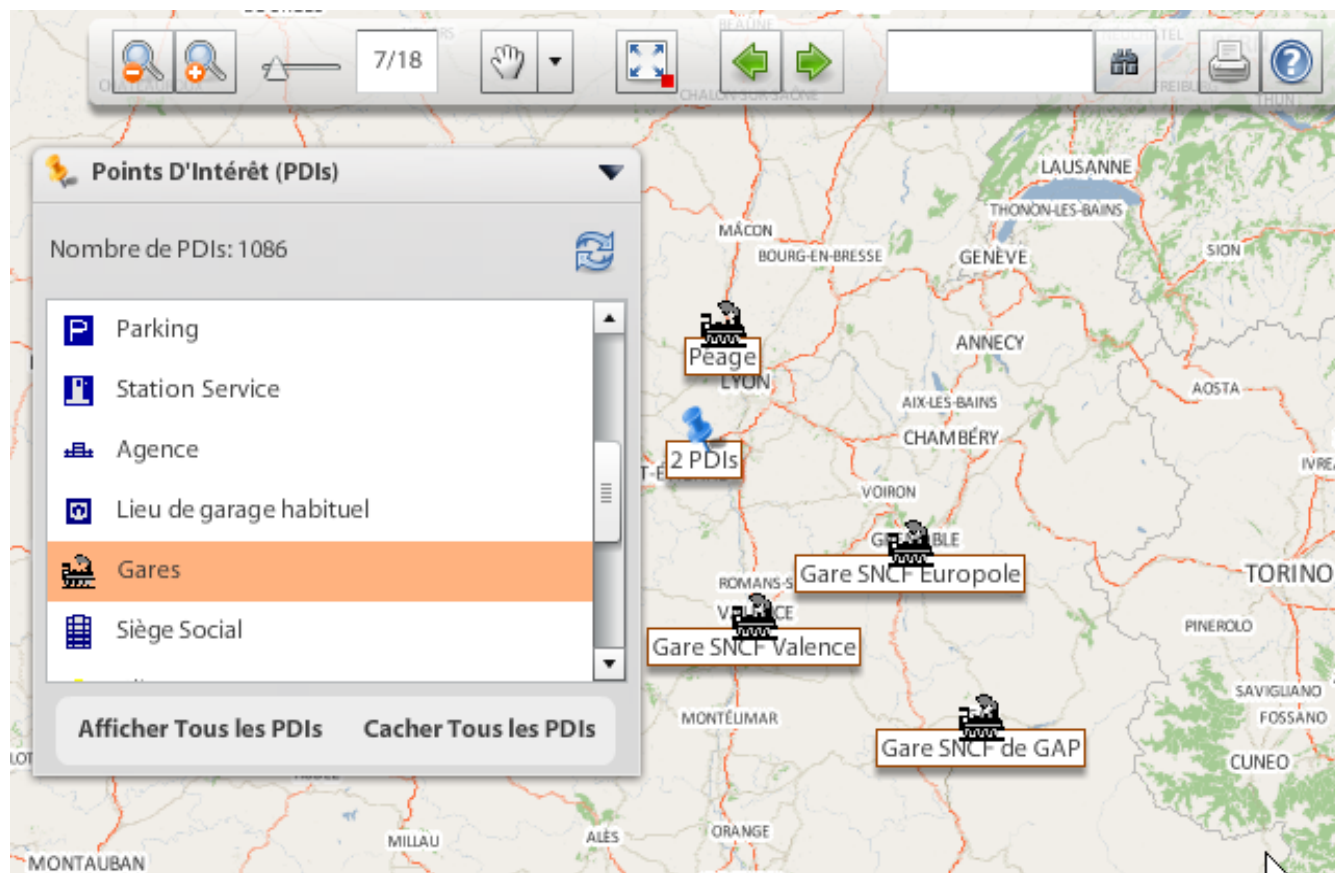 BEAUNE
7/18
CHALON-SUR-SAÔNE
THUN
Points D'Intérêt (PDIs)
Nombre de PDIs: 1086
Parking
Station Service
Agence
Lieu de garage habituel
Gares
Siège Social
Afficher Tous les PDIs
Cacher Tous les PDIs
LAUSANNE
THONON-LES-BAINS
MÂCON
BOURG-EN-BRESSE
GENÈVE
SION
Péage
LYON
ANNECY
AIX-LES-BAINS
AOSTA
CHAMBÉRY
2 PDIs
VOIRON
Gare SNCF Europole
ROMANS-S
TORINO
Gare SNCF Valence
PINEROLO
SAVIGLIANO
MONTÉLIMAR
FOSSANO
Gare SNCF de GAP
CUNEO
ORANGE
ALÈS
MILLAU
MONTAUBAN